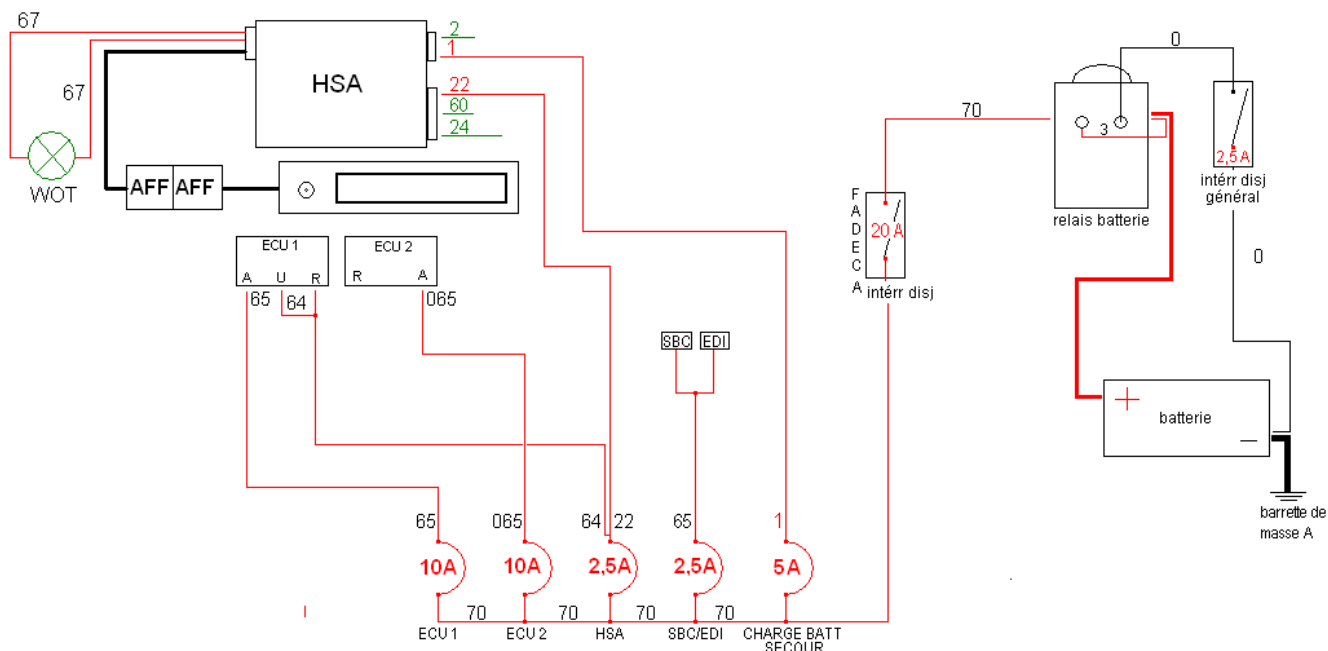 67
2
1
0
HSA
22
60
24
67
70
3
2,5 A
WOT
AFF AFF
intérr disj
général
relais batterie
FADEC A
20 A
intérr disj
ECU 1
A U R
ECU 2
R A
65
64
065
0
SBC
EDI
+
batterie
−
barrette de
masse A
65
065
64
22
65
1
10A
10A
2,5A
2,5A
5A
70
70
70
70
ECU 1
ECU 2
HSA
SBC/EDI
CHARGE BATT
SECOUR